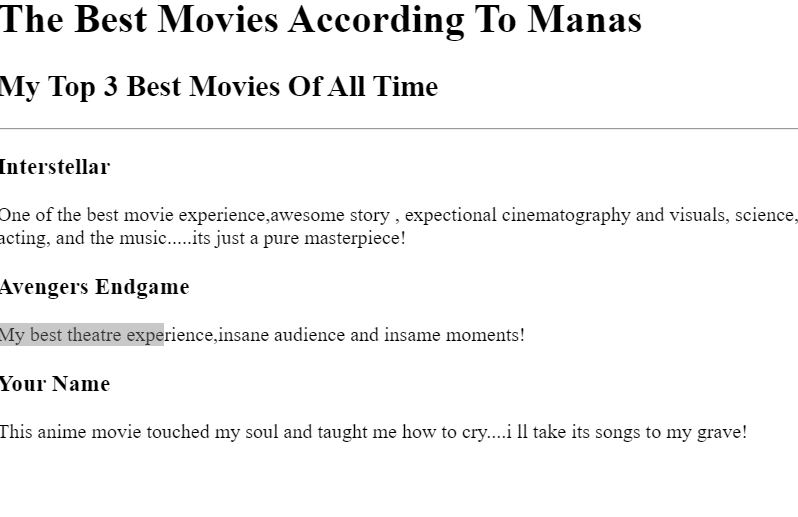 The Best Movies According To Manas
My Top 3 Best Movies Of All Time
Interstellar
One of the best movie experience,awesome story , expectional cinematography and visuals, science,
acting, and the music.....its just a pure masterpiece!
Avengers Endgame
My best theatre experience,insane audience and insame moments!
Your Name
This anime movie touched my soul and taught me how to cry....i ll take its songs to my grave!